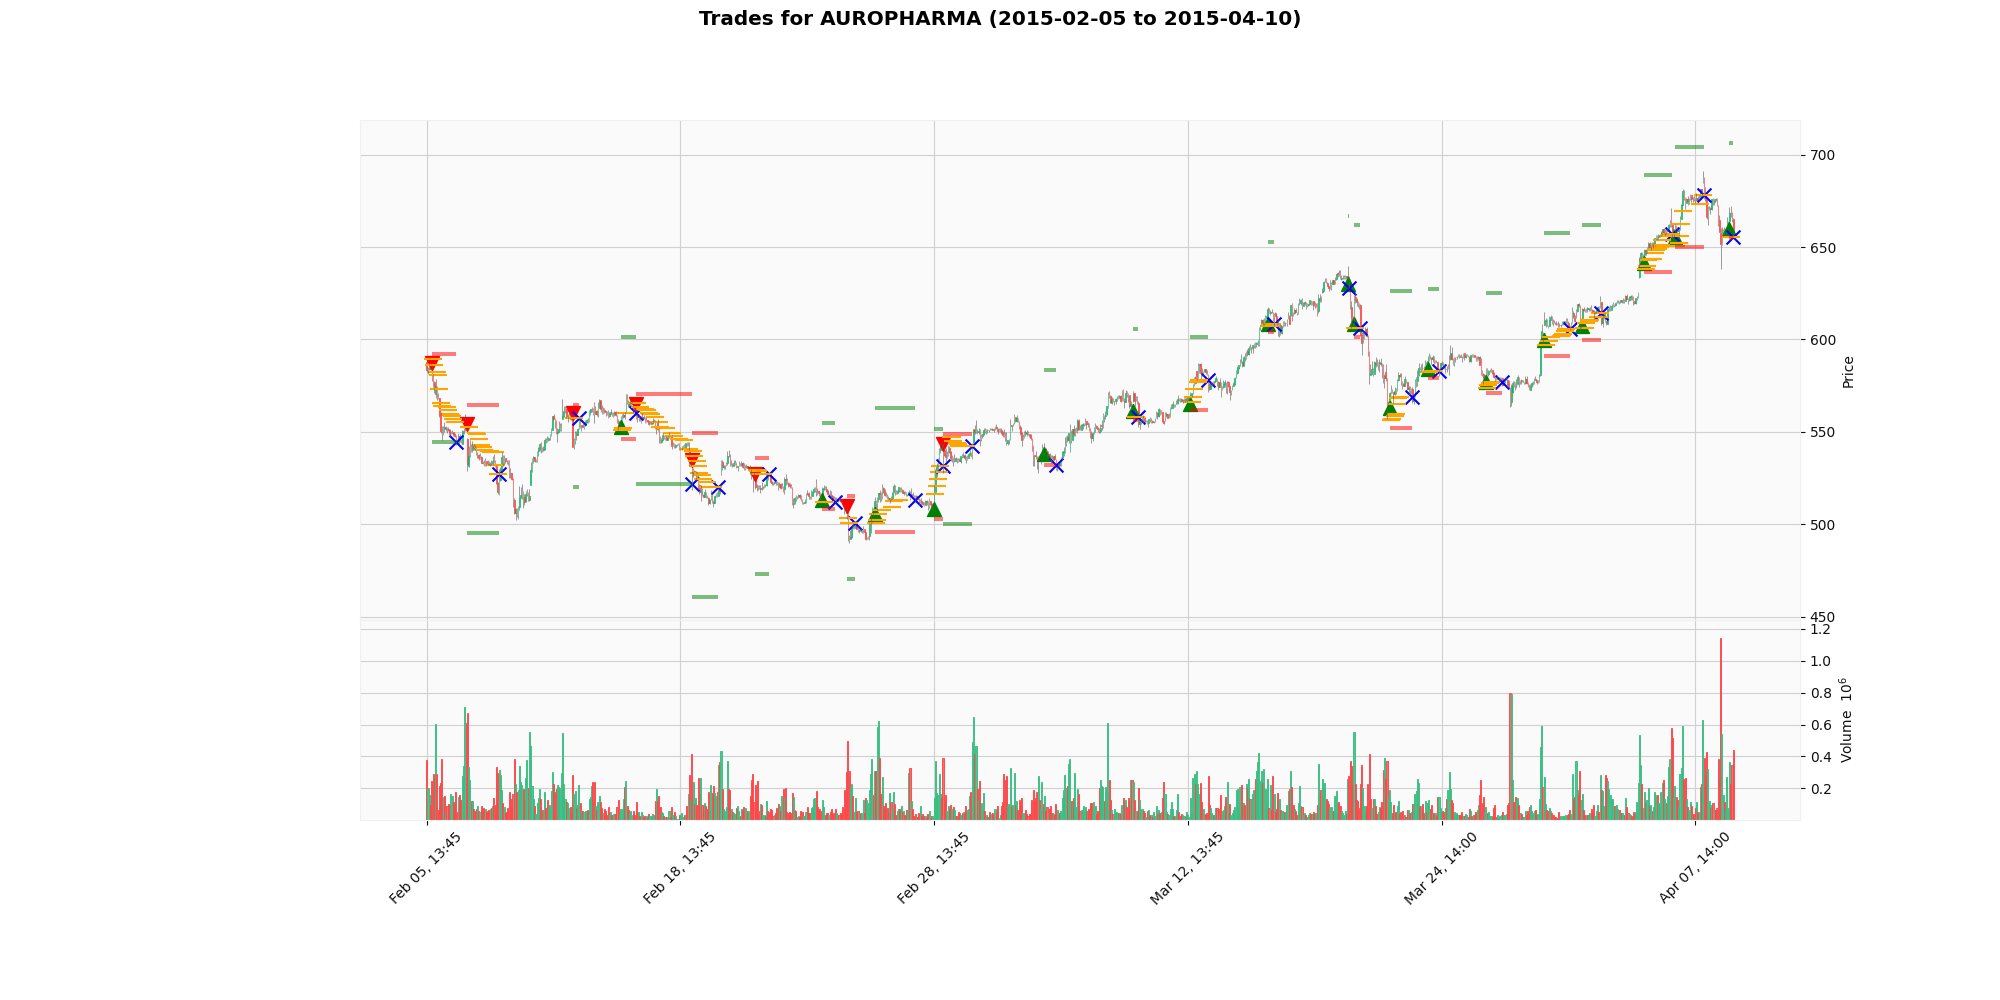 Trades for AUROPHARMA (2015-02-05 to 2015-04-10)
700
650
600
550
500
450
Price
1.2
1.0
0.8
0.6
0.4
0.2
Volume 10^6
Feb 05, 13:45
Feb 18, 13:45
Feb 28, 13:45
Mar 12, 13:45
Mar 24, 14:00
Apr 07, 14:00